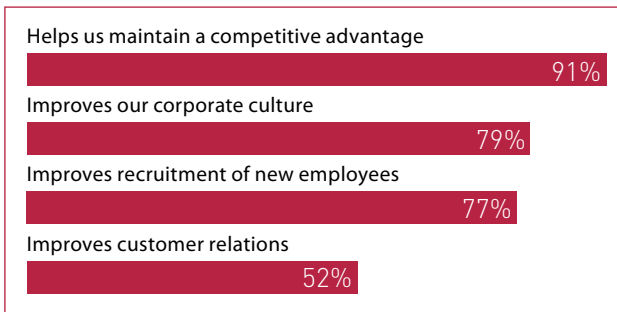 Helps us maintain a competitive advantage
91%
Improves our corporate culture
79%
Improves recruitment of new employees
77%
Improves customer relations
52%